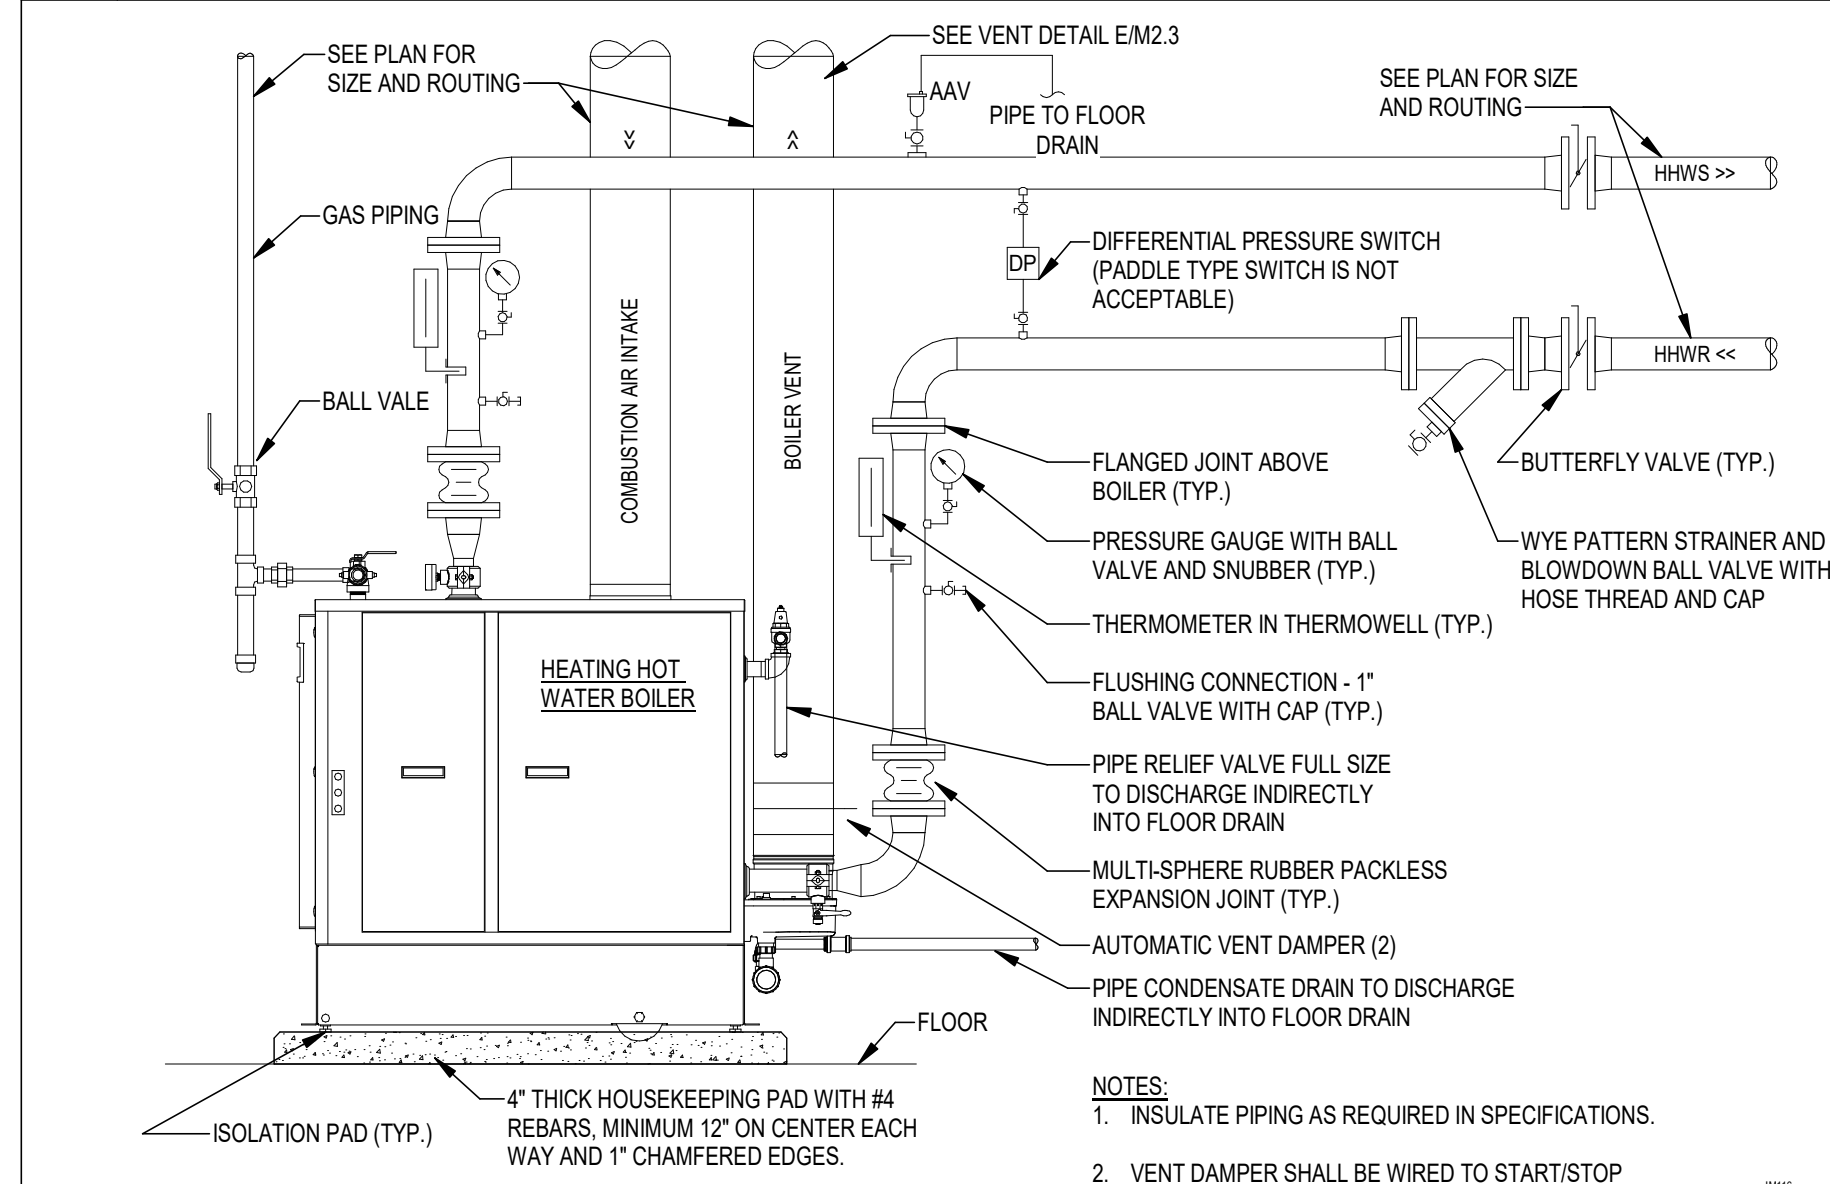 SEE PLAN FOR
SIZE AND ROUTING
SEE VENT DETAIL E/M2.3
AAV
PIPE TO FLOOR
DRAIN
SEE PLAN FOR SIZE
AND ROUTING
HHWS >>
GAS PIPING
DIFFERENTIAL PRESSURE SWITCH
(PADDLE TYPE SWITCH IS NOT
ACCEPTABLE)
DP
HHWR <<
BALL VALE
COMBUSTION AIR INTAKE
BOILER VENT
FLANGED JOINT ABOVE
BOILER (TYP.)
BUTTERFLY VALVE (TYP.)
PRESSURE GAUGE WITH BALL
VALVE AND SNUBBER (TYP.)
WYE PATTERN STRAINER AND
BLOWDOWN BALL VALVE WITH
HOSE THREAD AND CAP
THERMOMETER IN THERMOWELL (TYP.)
HEATING HOT
WATER BOILER
FLUSHING CONNECTION - 1"
BALL VALVE WITH CAP (TYP.)
PIPE RELIEF VALVE FULL SIZE
TO DISCHARGE INDIRECTLY
INTO FLOOR DRAIN
MULTI-SPHERE RUBBER PACKLESS
EXPANSION JOINT (TYP.)
AUTOMATIC VENT DAMPER (2)
PIPE CONDENSATE DRAIN TO DISCHARGE
INDIRECTLY INTO FLOOR DRAIN
FLOOR
ISOLATION PAD (TYP.)
4" THICK HOUSEKEEPING PAD WITH #4
REBARS, MINIMUM 12" ON CENTER EACH
WAY AND 1" CHAMFERED EDGES.
NOTES:
1. INSULATE PIPING AS REQUIRED IN SPECIFICATIONS.
2. VENT DAMPER SHALL BE WIRED TO START/STOP